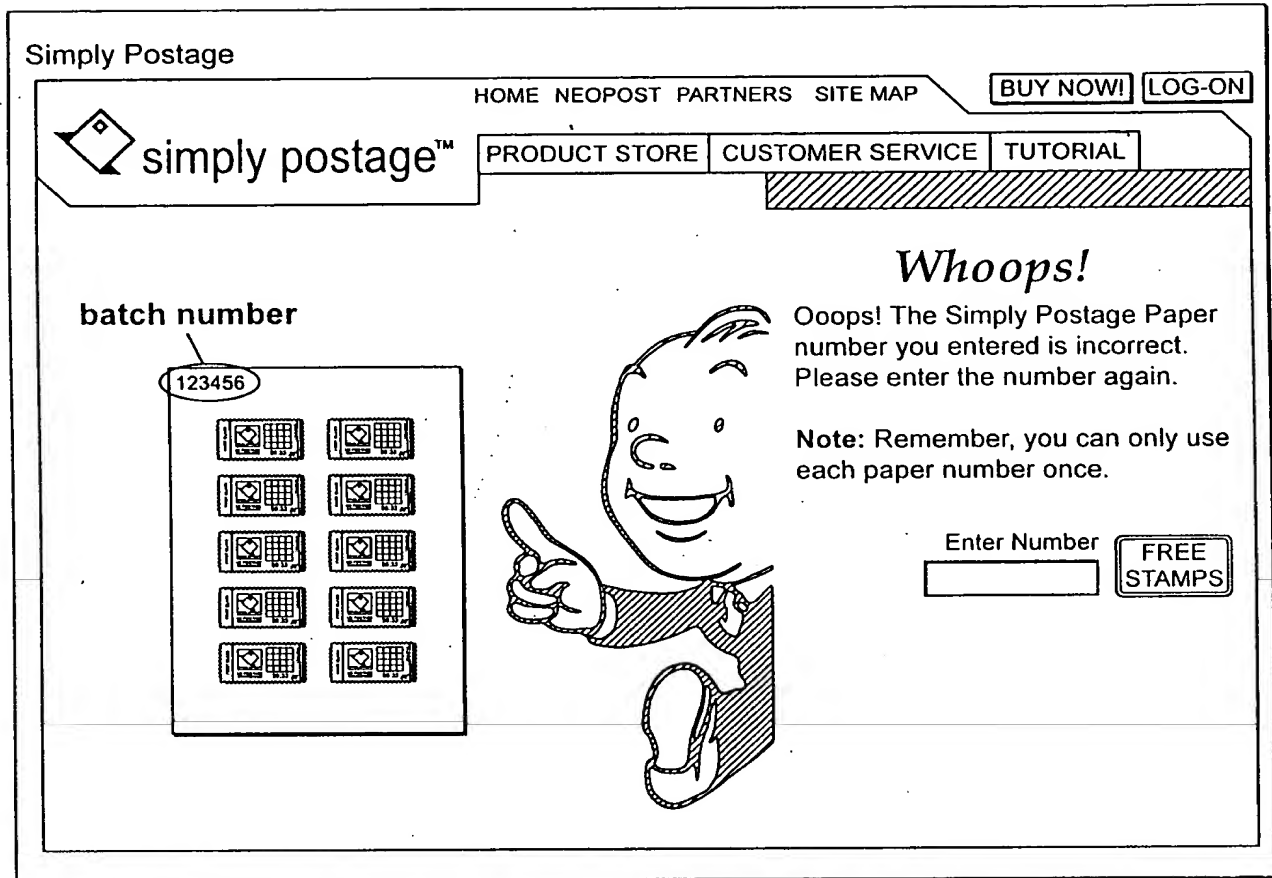 Simply Postage
HOME NEOPOST PARTNERS SITE MAP
BUY NOW! LOG-ON
simply postage™
PRODUCT STORE CUSTOMER SERVICE TUTORIAL
Whoops!
batch number
123456
Ooops! The Simply Postage Paper
number you entered is incorrect.
Please enter the number again.
Note: Remember, you can only use
each paper number once.
Enter Number
FREE
STAMPS